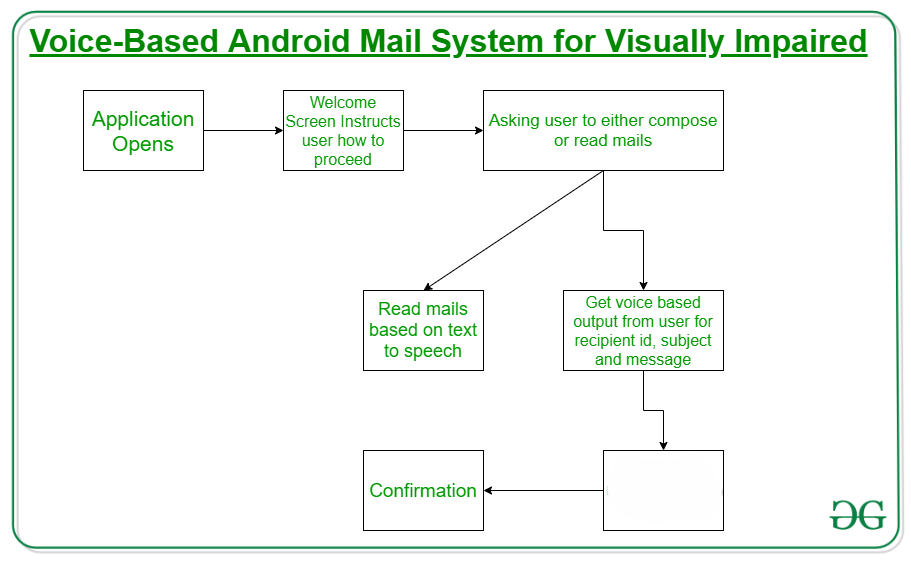 Voice-Based Android Mail System for Visually Impaired
Application
Opens
Welcome
Screen Instructs
user how to
proceed
Asking user to either compose
or read mails
Read mails
based on text
to speech
Get voice based
output from user for
recipient id, subject
and message
Confirmation